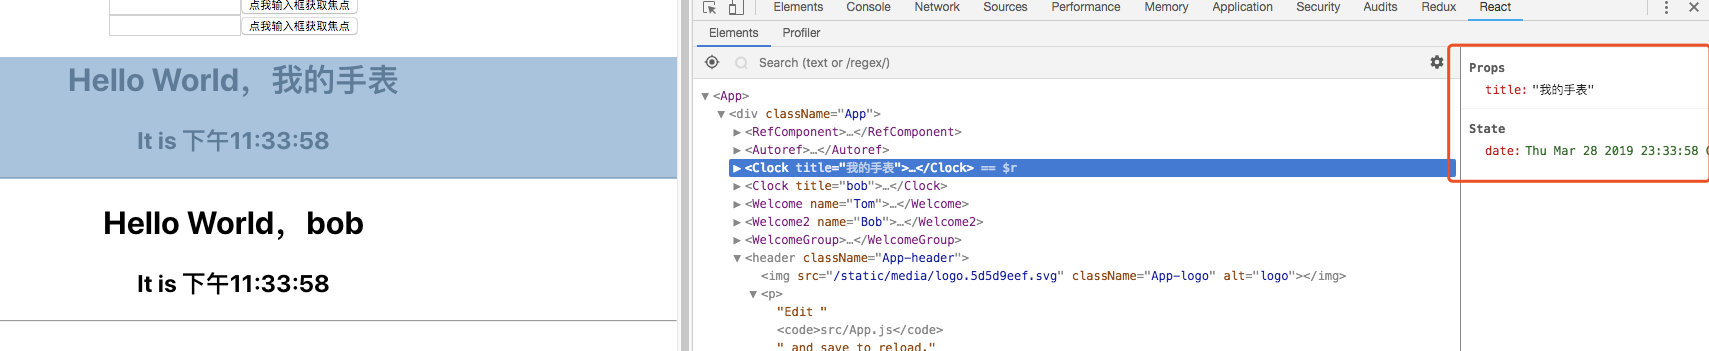 点我输入框获取焦点
点我输入框获取焦点
Hello World，我的手表
It is 下午11:33:58
Hello World，bob
It is 下午11:33:58
Elements Console Network Sources Performance Memory Application Security Audits Redux React
Elements Profiler
Search (text or /regex/)
▼<App>
▼<div className="App">
▶<RefComponent>…</RefComponent>
▶<Autoref>…</Autoref>
▶<Clock title="我的手表">…</Clock> == $r
▶<Clock title="bob">…</Clock>
▶<Welcome name="Tom">…</Welcome>
▶<Welcome2 name="Bob">…</Welcome2>
▶<WelcomeGroup>…</WelcomeGroup>
▼<header className="App-header">
<img src="/static/media/logo.5d5d9eef.svg" className="App-logo" alt="logo"></img>
▼<p>
"Edit "
<code>src/App.js</code>
" and save to reload."
Props
title: "我的手表"
State
date: Thu Mar 28 2019 23:33:58